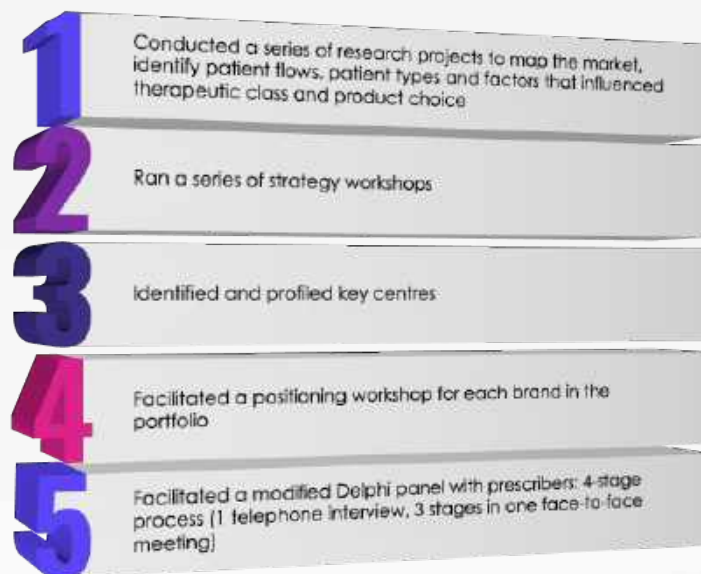 1
Conducted a series of research projects to map the market,
identify patient flows, patient types and factors that influenced
therapeutic class and product choice
2
Ran a series of strategy workshops
3
Identified and profiled key centres
4
Facilitated a positioning workshop for each brand in the
portfolio
5
Facilitated a modified Delphi panel with prescribers: 4-stage
process (1 telephone interview, 3 stages in one face-to-face
meeting)